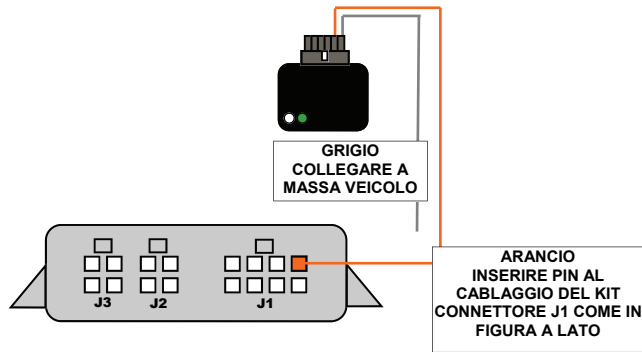 GRIGIO
COLLEGARE A
MASSA VEICOLO
ARANCIO
INSERIRE PIN AL
CABLAGGIO DEL KIT
CONNETTORE J1 COME IN
FIGURA A LATO
J3 J2 J1